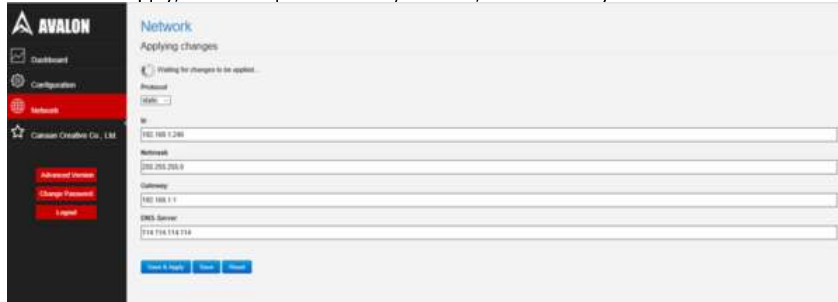 AVALON
Dashboard
Configuration
Network
Canaan Creative Co., Ltd.
Advanced Version
Change Password
Logout
Network
Applying changes
Waiting for changes to be applied...
Protocol
static
Ip
192.168.1.246
Netmask
255.255.255.0
Gateway
192.168.1.1
DNS Server
114.114.114.114
Save & Apply
Save
Reset